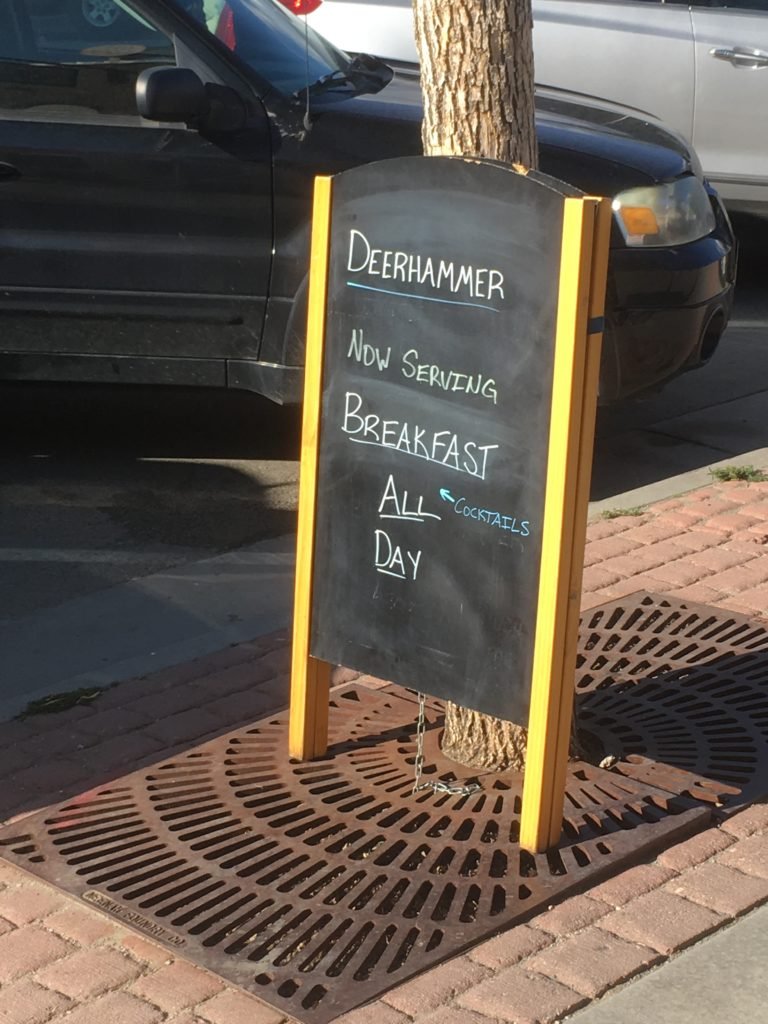 DEERHAMMER
NOW SERVING
BREAKFAST
ALL
COCKTAILS
DAY